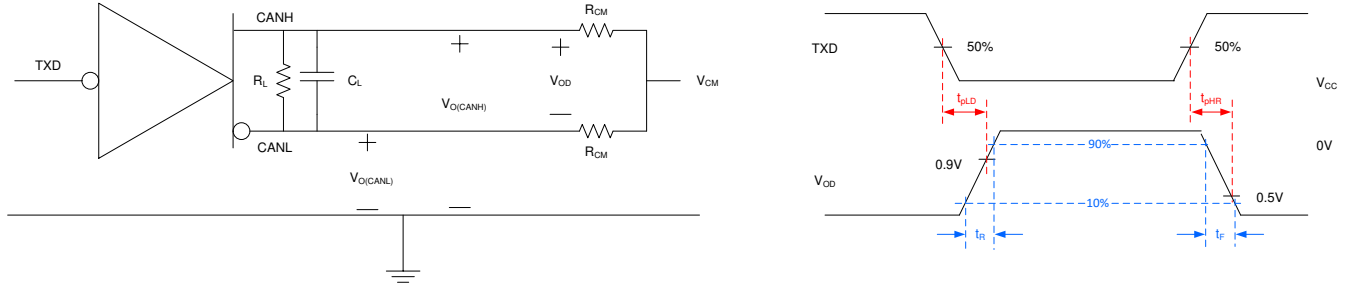 CANH
TXD
R_L
C_L
V_O(CANH)
V_OD
R_CM
V_CM
R_CM
CANL
V_O(CANL)
TXD
50%
50%
V_CC
t_pLD
t_pHR
90%
0V
0.9V
V_OD
10%
0.5V
t_R
t_F